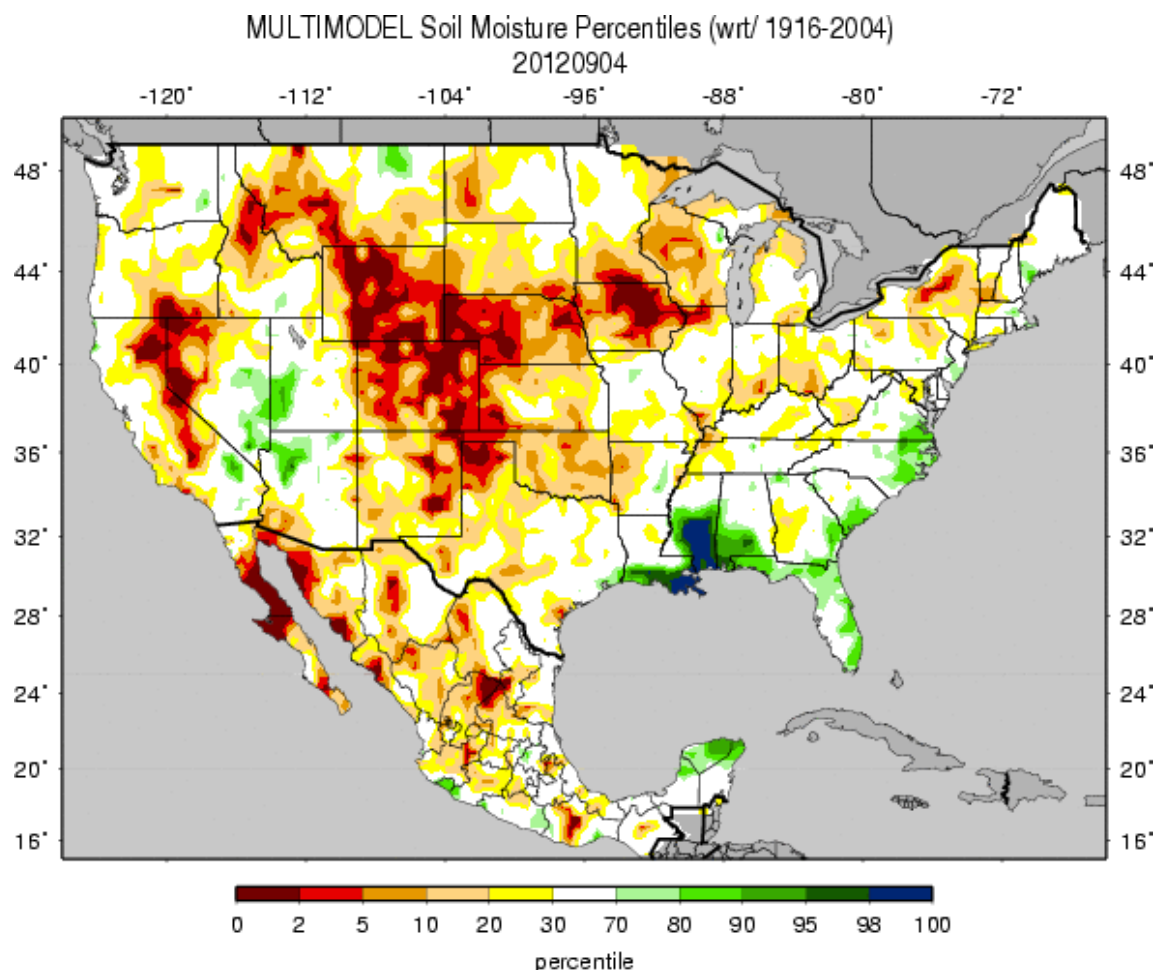 MULTIMODEL Soil Moisture Percentiles (wrt/ 1916-2004)
20120904
-120° -112° -104° -96° -88° -80° -72°
48° 48°
44° 44°
40° 40°
36° 36°
32° 32°
28° 28°
24° 24°
20° 20°
16° 16°
0 2 5 10 20 30 70 80 90 95 98 100
percentile